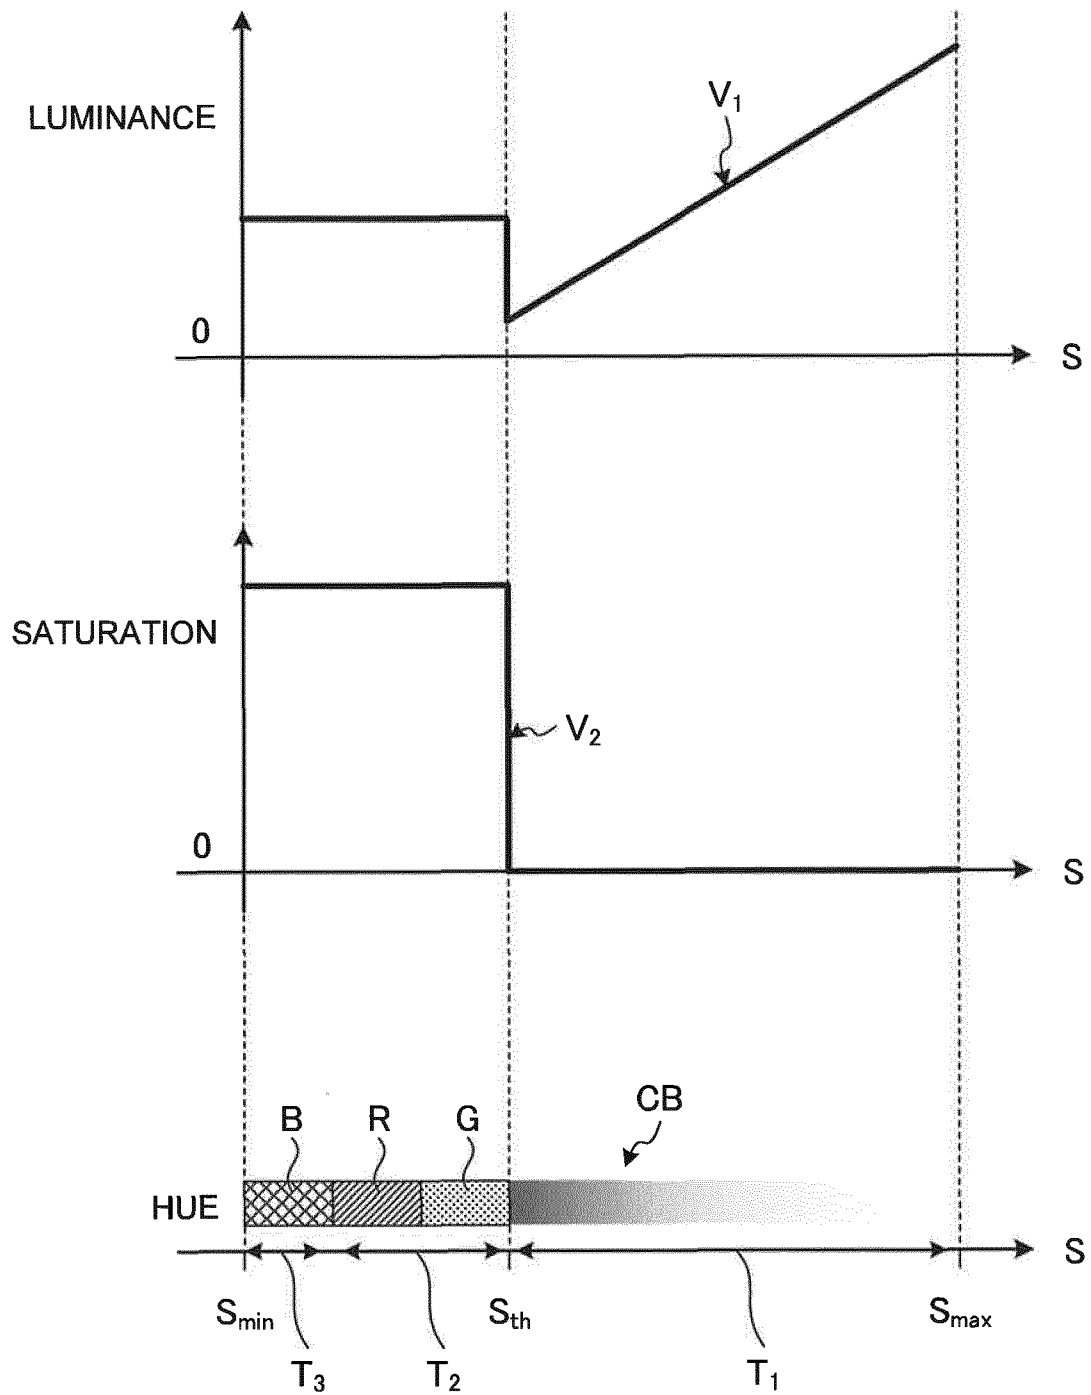 LUMINANCE
V₁
0
S
SATURATION
V₂
0
S
CB
B R G
HUE
S
Smin Sth Smax
T₃ T₂ T₁